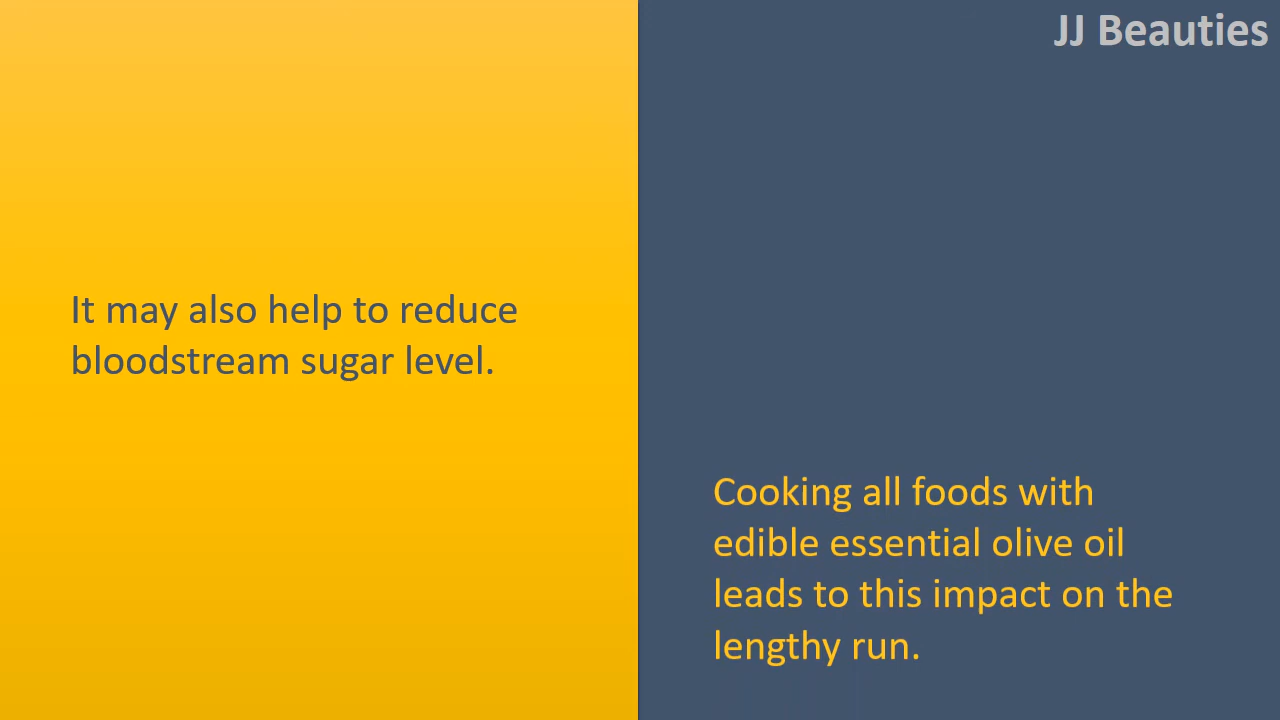 JJ Beauties
It may also help to reduce
bloodstream sugar level.
Cooking all foods with
edible essential olive oil
leads to this impact on the
lengthy run.